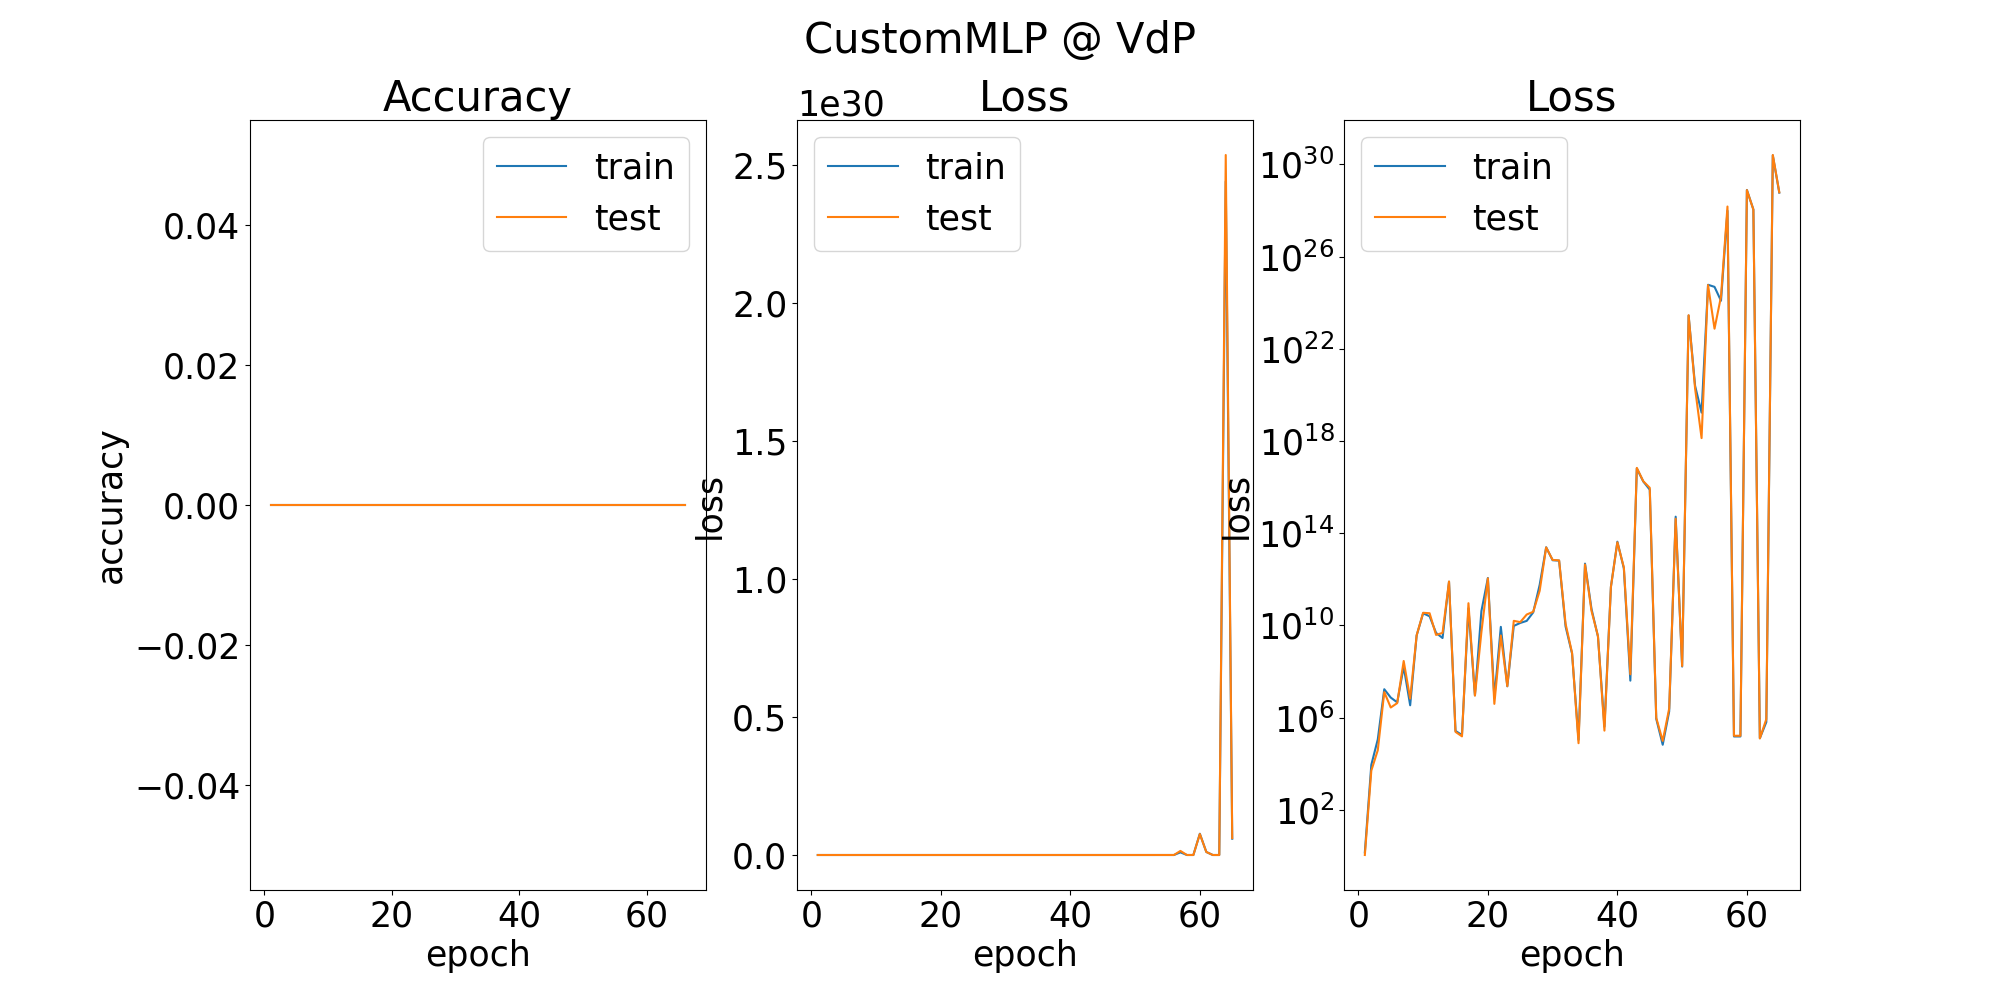 CustomMLP @ VdP
Accuracy
train
test
0.04
0.02
0.00
−0.02
−0.04
accuracy
0 20 40 60
epoch
Loss
1e30
train
test
2.5
2.0
1.5
1.0
0.5
0.0
loss
0 20 40 60
epoch
Loss
train
test
10^30
10^26
10^22
10^18
10^14
10^10
10^6
10^2
loss
0 20 40 60
epoch